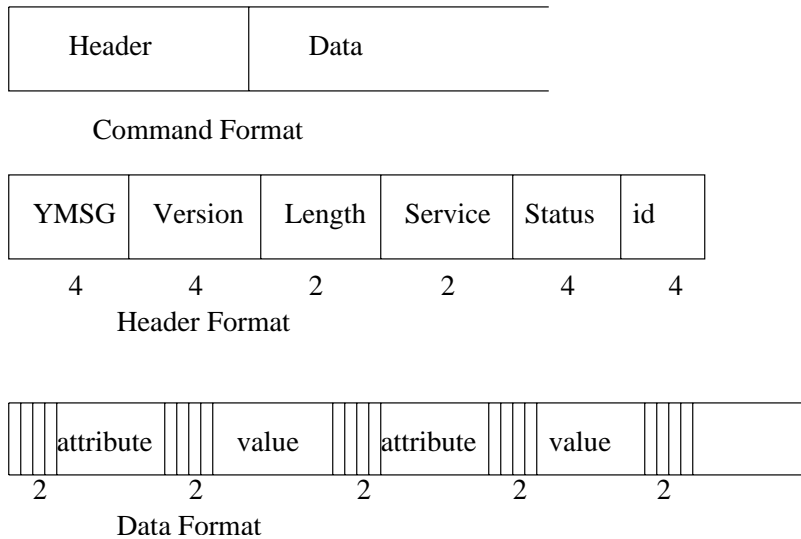 Header Data
Command Format
YMSG Version Length Service Status id
4 4 2 2 4 4
Header Format
attribute value attribute value
2 2 2 2 2
Data Format